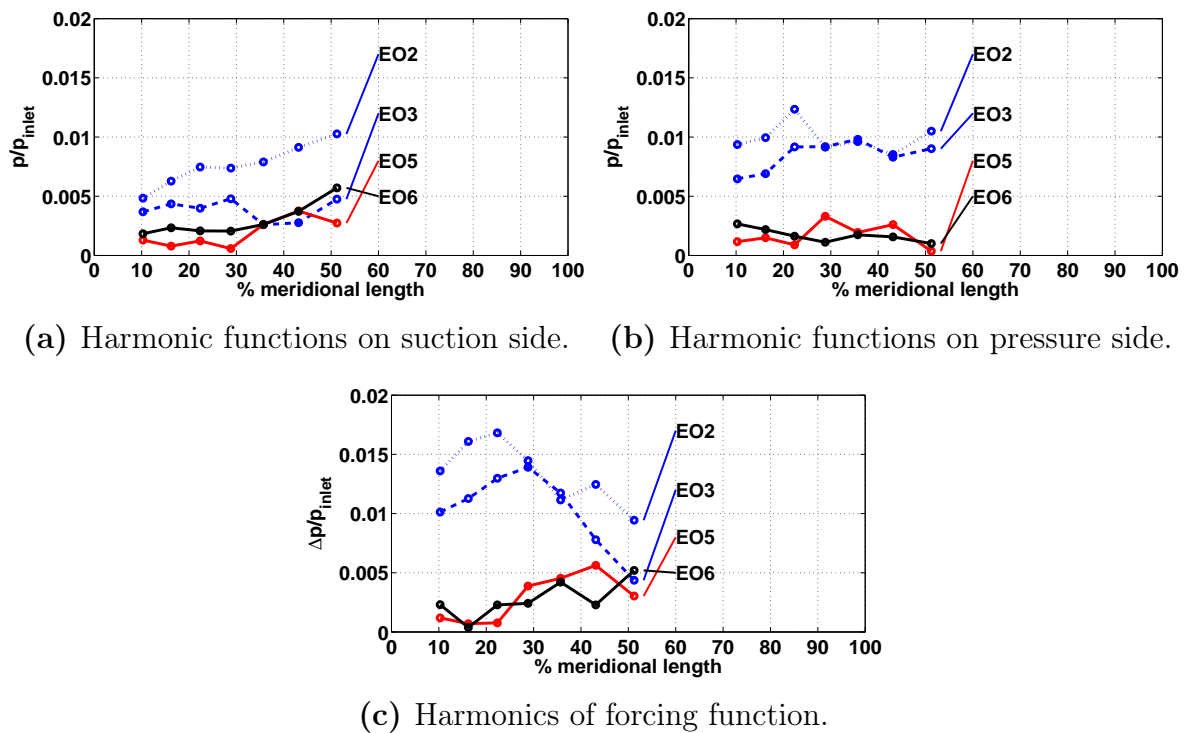 0.02
0.015
0.01
0.005
0
p/p_inlet
EO2
EO3
EO5
EO6
0 10 20 30 40 50 60 70 80 90 100
% meridional length
(a) Harmonic functions on suction side.
0.02
0.015
0.01
0.005
0
p/p_inlet
EO2
EO3
EO5
EO6
0 10 20 30 40 50 60 70 80 90 100
% meridional length
(b) Harmonic functions on pressure side.
0.02
0.015
0.01
0.005
0
Δp/p_inlet
EO2
EO3
EO5
EO6
0 10 20 30 40 50 60 70 80 90 100
% meridional length
(c) Harmonics of forcing function.